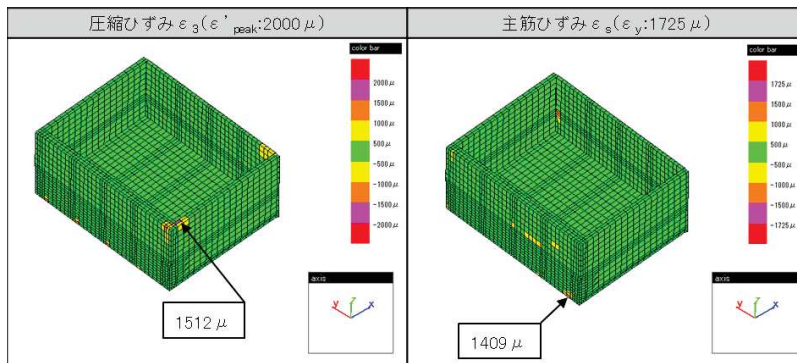 圧縮ひずみε₃(ε'peak:2000μ)
主筋ひずみεs(εy:1725μ)
color bar
2000μ
1500μ
1000μ
500μ
-500μ
-1000μ
-1500μ
-2000μ
axis
y
z
x
1512μ
color bar
1725μ
1500μ
1000μ
500μ
-500μ
-1000μ
-1500μ
-1725μ
axis
y
z
x
1409μ